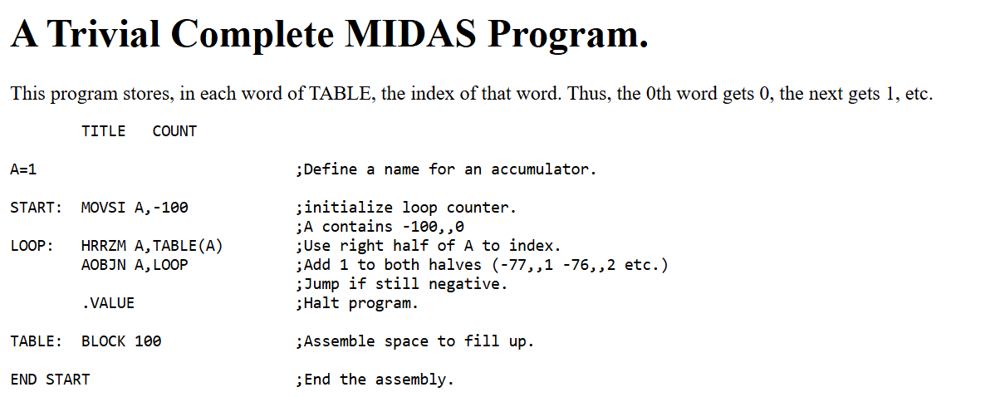 A Trivial Complete MIDAS Program.
This program stores, in each word of TABLE, the index of that word. Thus, the 0th word gets 0, the next gets 1, etc.
TITLE   COUNT
A=1                             ;Define a name for an accumulator.
START:  MOVSI A,-100            ;initialize loop counter.
                                ;A contains -100,,0
LOOP:   HRRZM A,TABLE(A)        ;Use right half of A to index.
        AOBJN A,LOOP            ;Add 1 to both halves (-77,,1 -76,,2 etc.)
                                ;Jump if still negative.
        .VALUE                  ;Halt program.
TABLE:  BLOCK 100               ;Assemble space to fill up.
END START                       ;End the assembly.